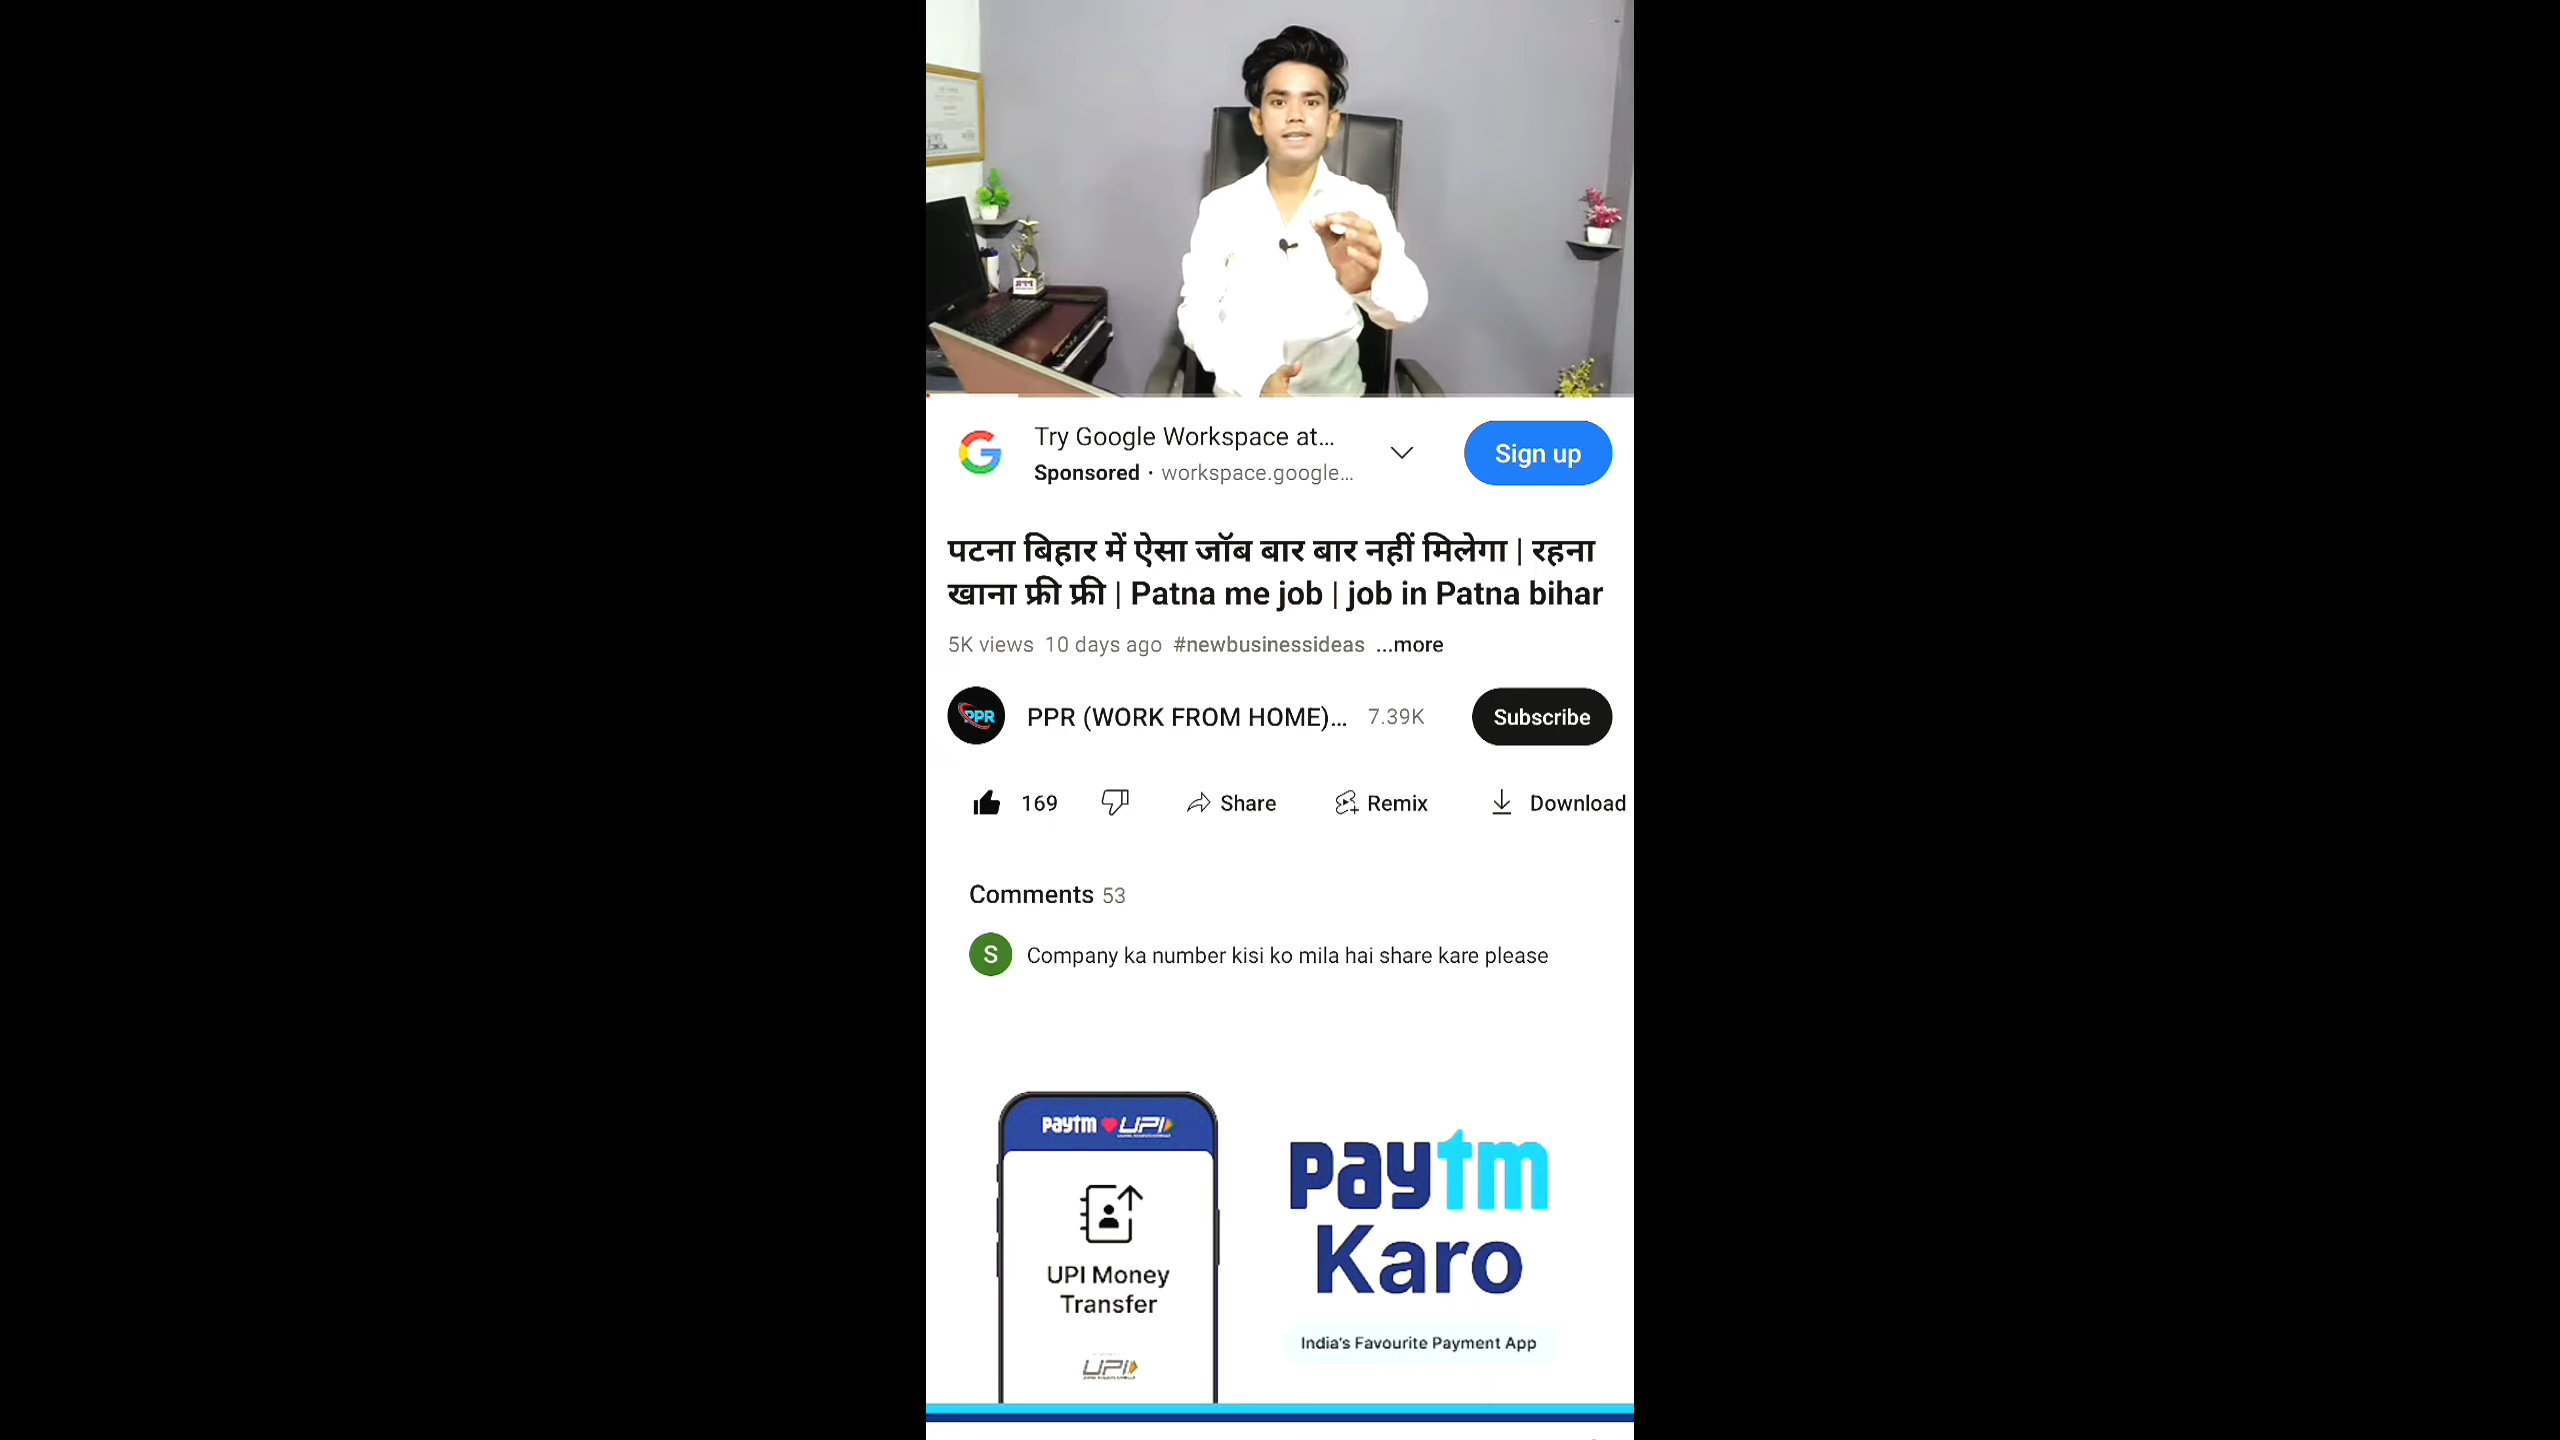 Try Google Workspace at...
Sign up
Sponsored · workspace.google...
पटना बिहार में ऐसा जॉब बार बार नहीं मिलेगा | रहना
खाना फ्री फ्री | Patna me job | job in Patna bihar
5K views 10 days ago #newbusinessideas ...more
PPR
PPR (WORK FROM HOME)... 7.39K
Subscribe
169
Share
Remix
Download
Comments 53
S
Company ka number kisi ko mila hai share kare please
paytm UPI
UPI Money
Transfer
UPI
paytm
Karo
India's Favourite Payment App